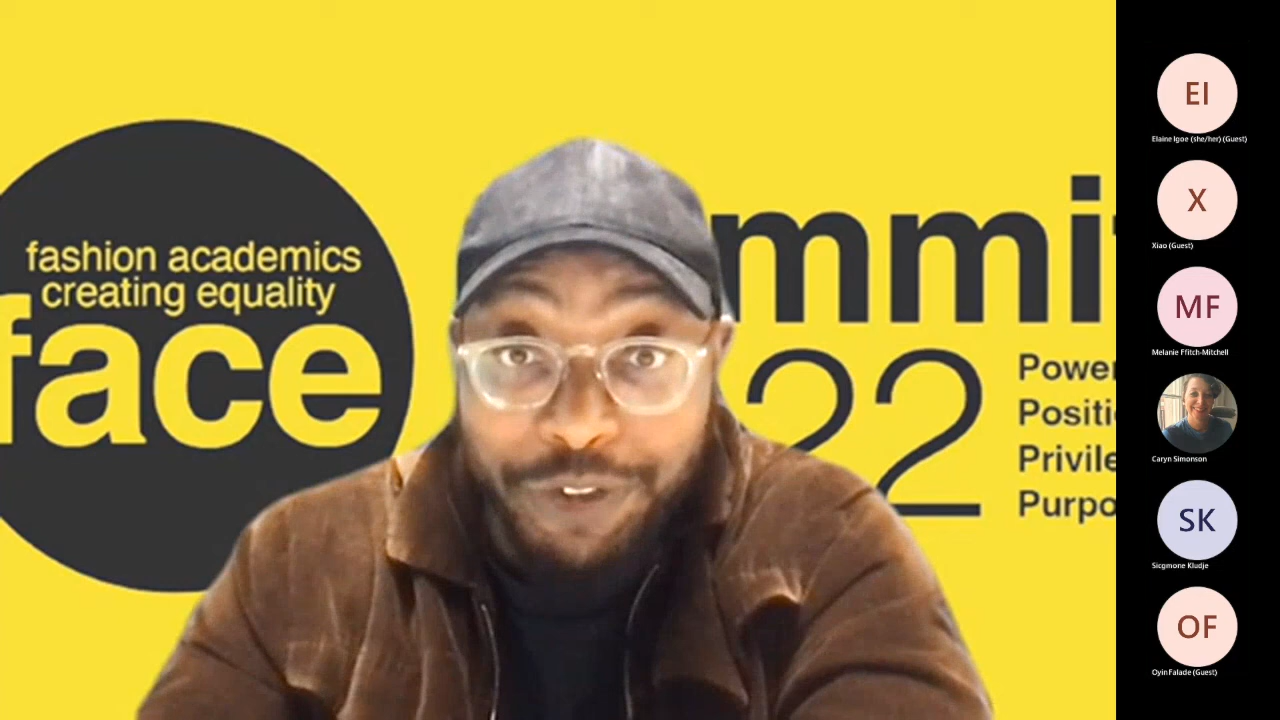 fashion academics
creating equality
face
mmi
22
Power
Positi
Privile
Purpo
EI
Elaine Igoe (she/her) (Guest)
X
Xiao (Guest)
MF
Melanie Ffitch-Mitchell
Caryn Simonson
SK
Sicgmone Kludje
OF
Oyin Falade (Guest)